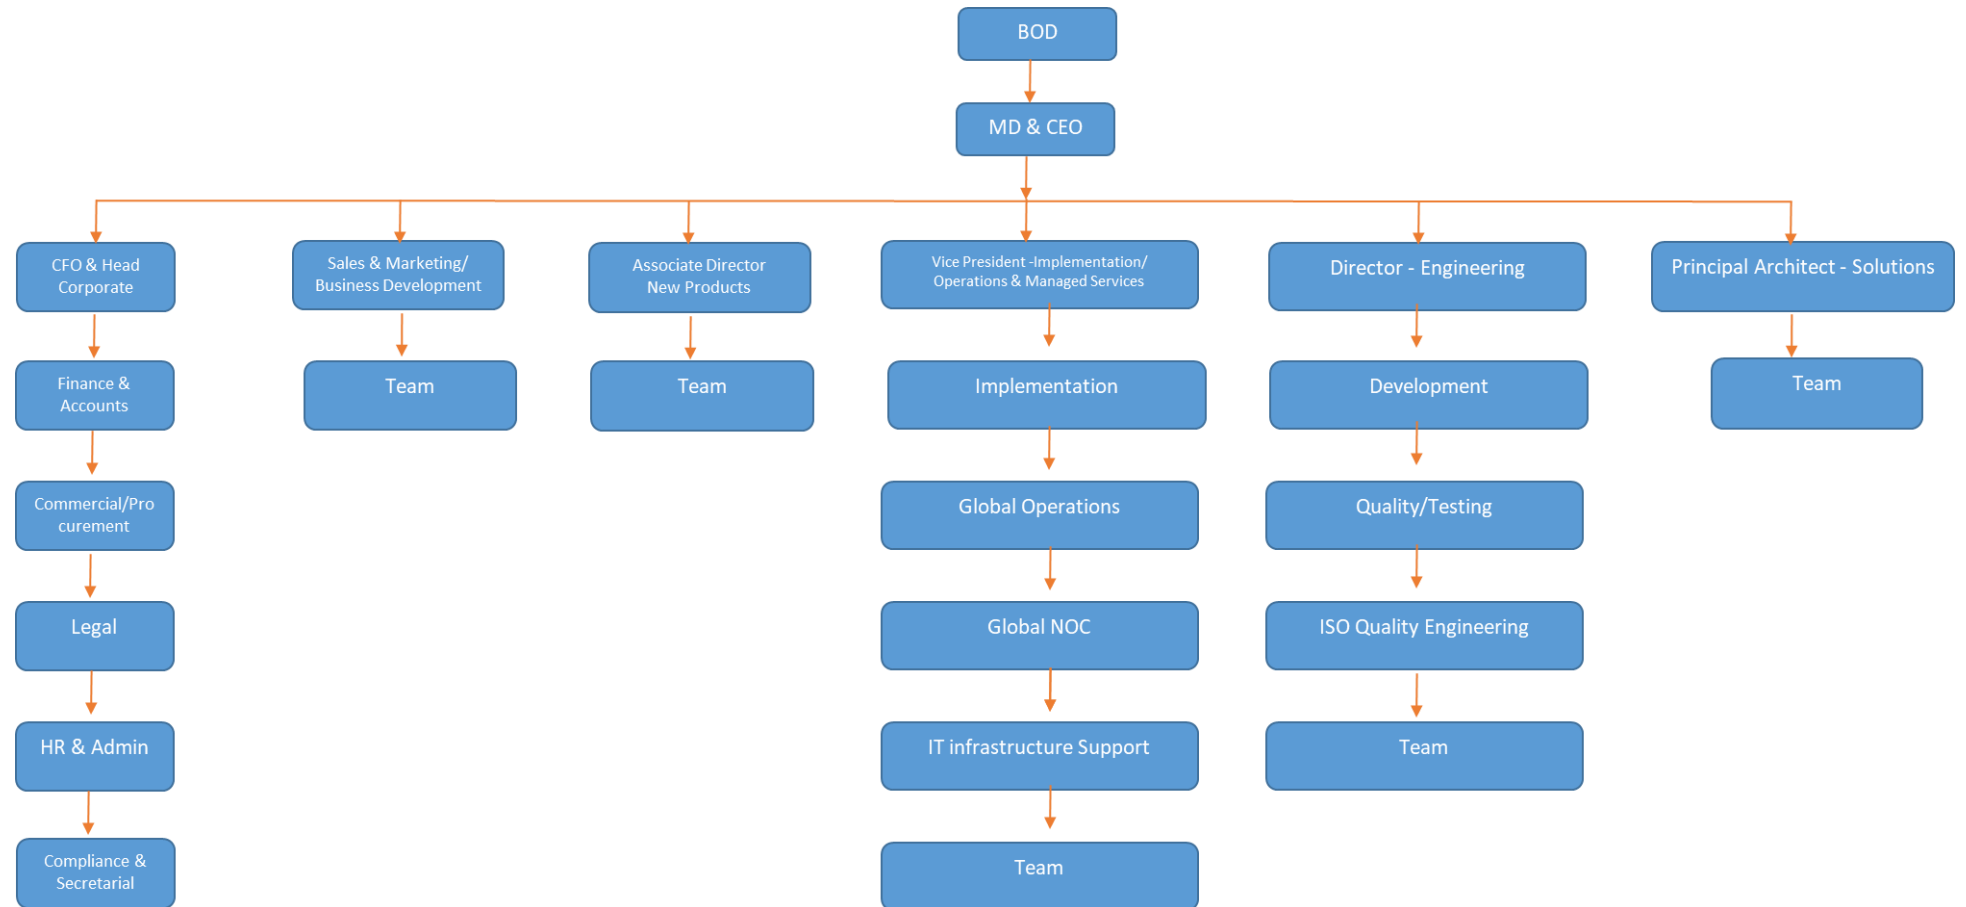 BOD
MD & CEO
CFO & Head
Corporate
Sales & Marketing/
Business Development
Associate Director
New Products
Vice President -Implementation/
Operations & Managed Services
Director - Engineering
Principal Architect - Solutions
Finance &
Accounts
Team
Team
Implementation
Development
Team
Commercial/Pro
curement
Global Operations
Quality/Testing
Legal
Global NOC
ISO Quality Engineering
HR & Admin
IT infrastructure Support
Team
Compliance &
Secretarial
Team